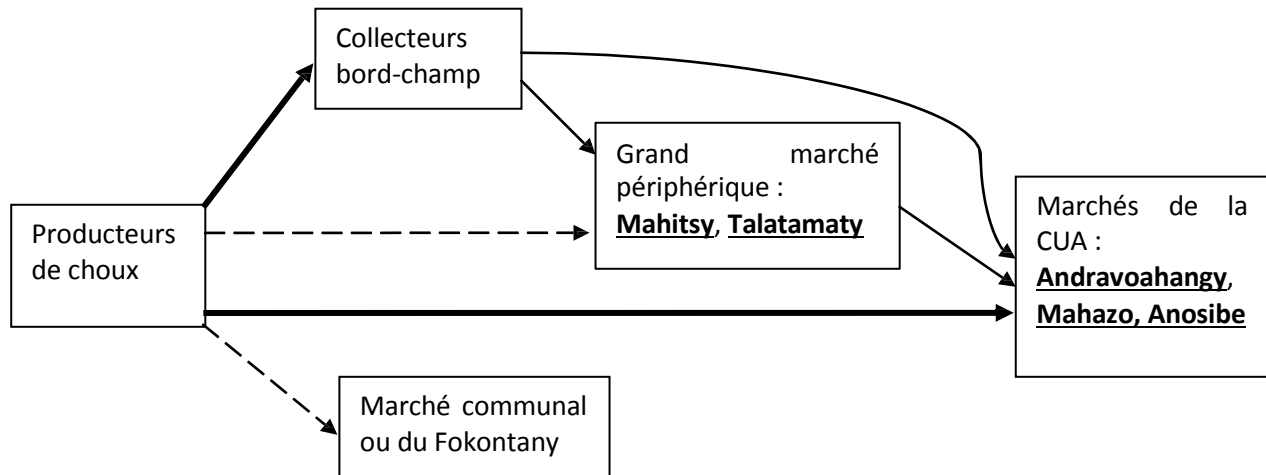 Collecteurs
bord-champ
Grand marché
périphérique :
Mahitsy, Talatamaty
Producteurs
de choux
Marchés de la
CUA :
Andravoahangy,
Mahazo, Anosibe
Marché communal
ou du Fokontany